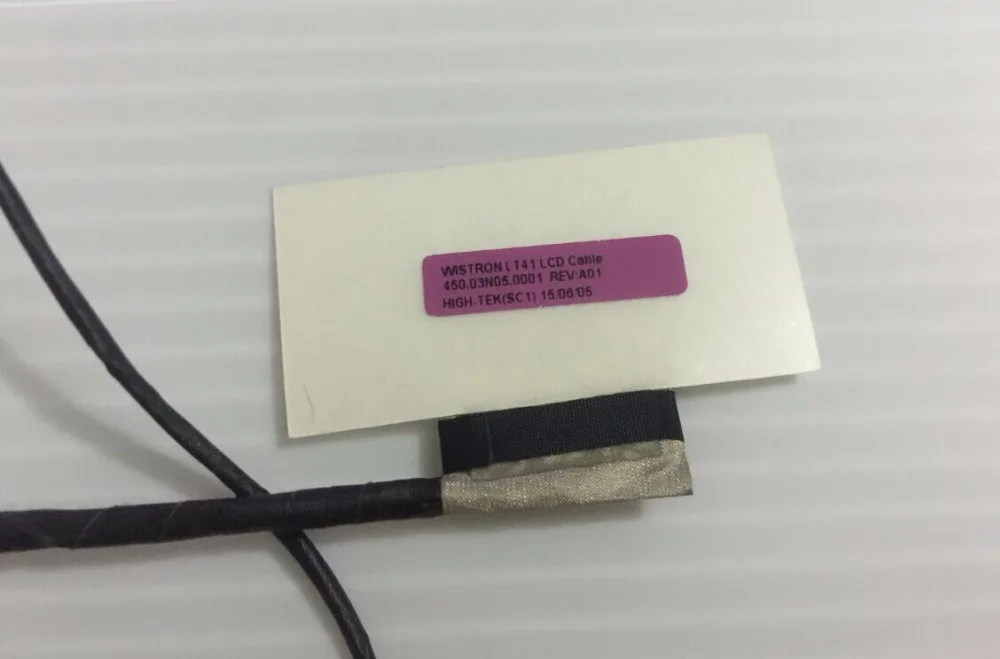 WISTRON LT41 LCD Cable
450.03N05.0001 REV:A01
HIGH-TEK(SC1) 15/06/05